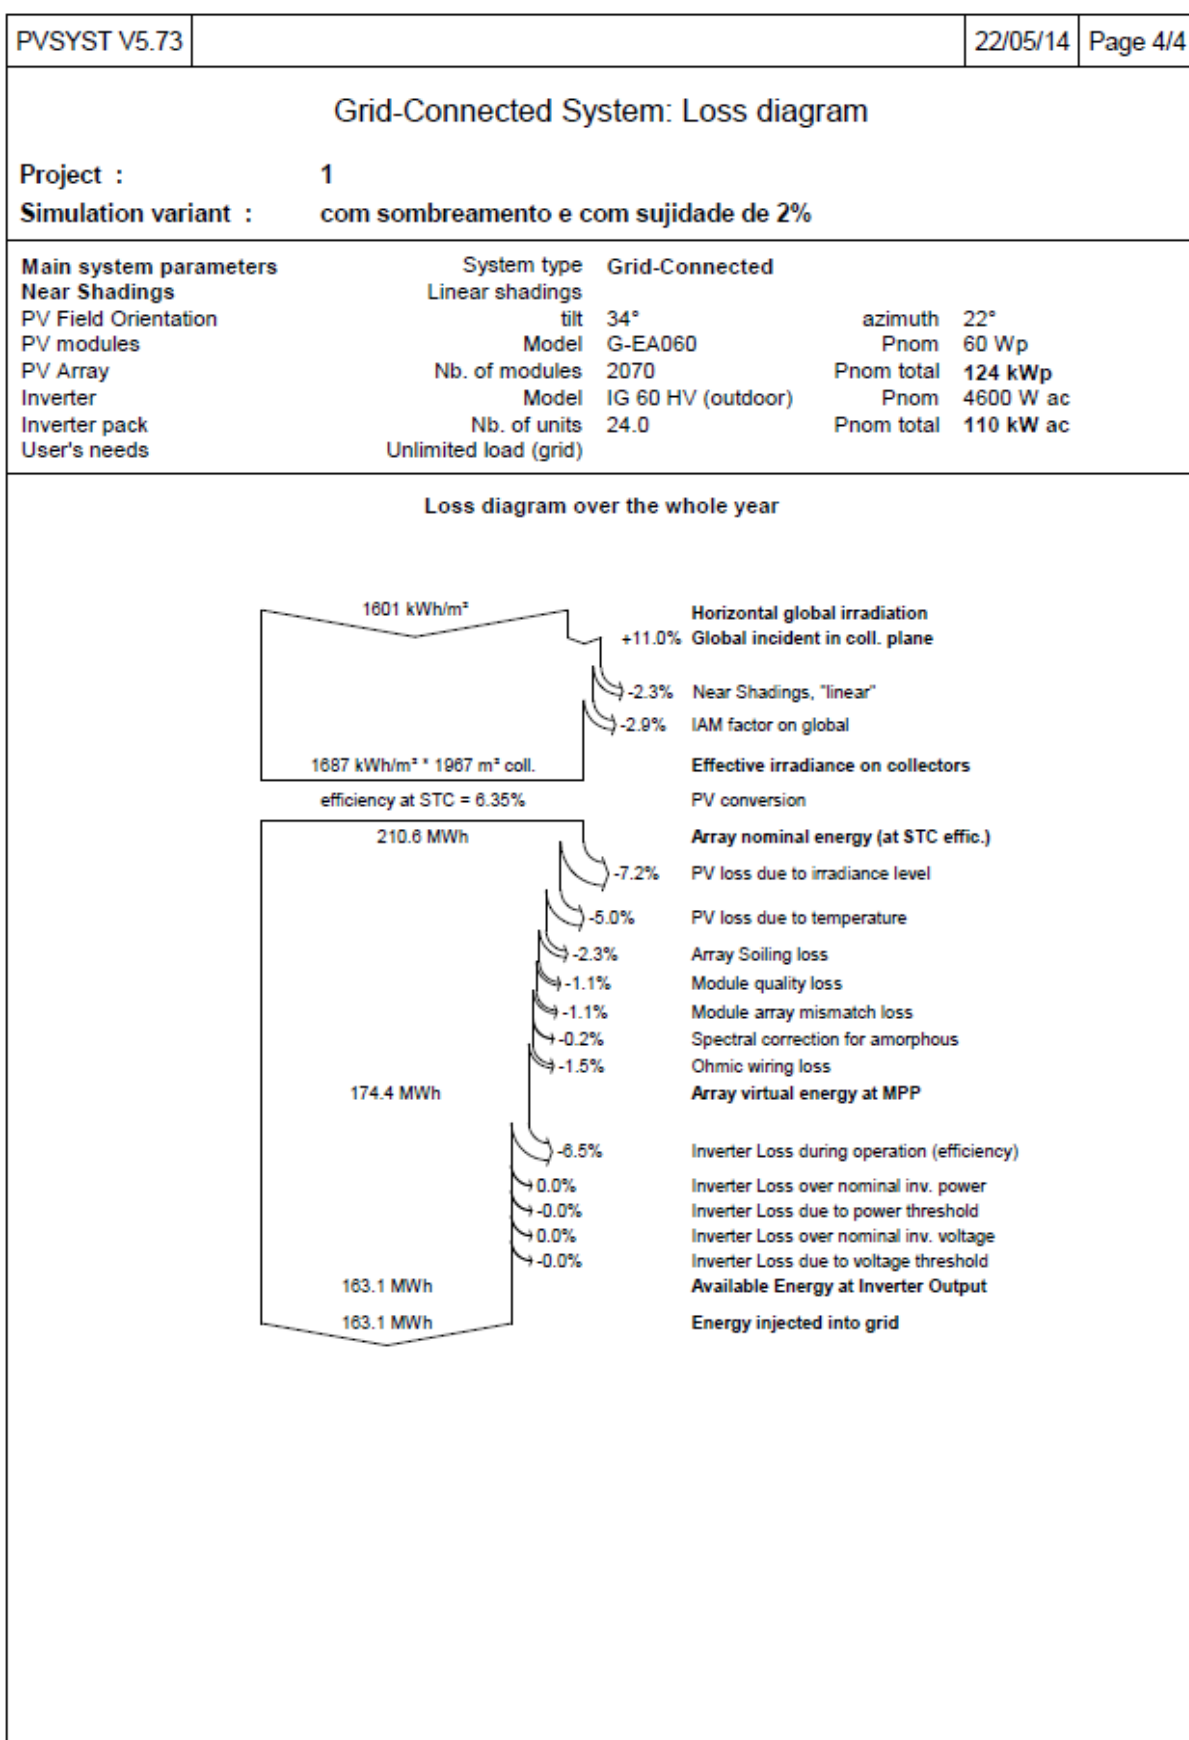 PVSYST V5.73 22/05/14 Page 4/4
Grid-Connected System: Loss diagram
Project : 1
Simulation variant : com sombreamento e com sujidade de 2%
Main system parameters System type Grid-Connected
Near Shadings Linear shadings
PV Field Orientation tilt 34° azimuth 22°
PV modules Model G-EA060 Pnom 60 Wp
PV Array Nb. of modules 2070 Pnom total 124 kWp
Inverter Model IG 60 HV (outdoor) Pnom 4600 W ac
Inverter pack Nb. of units 24.0 Pnom total 110 kW ac
User's needs Unlimited load (grid)
Loss diagram over the whole year
1601 kWh/m² Horizontal global irradiation
+11.0% Global incident in coll. plane
-2.3% Near Shadings, "linear"
-2.9% IAM factor on global
1687 kWh/m² * 1967 m² coll. Effective irradiance on collectors
efficiency at STC = 6.35% PV conversion
210.6 MWh Array nominal energy (at STC effic.)
-7.2% PV loss due to irradiance level
-5.0% PV loss due to temperature
-2.3% Array Soiling loss
-1.1% Module quality loss
-1.1% Module array mismatch loss
-0.2% Spectral correction for amorphous
-1.5% Ohmic wiring loss
174.4 MWh Array virtual energy at MPP
-6.5% Inverter Loss during operation (efficiency)
0.0% Inverter Loss over nominal inv. power
-0.0% Inverter Loss due to power threshold
0.0% Inverter Loss over nominal inv. voltage
-0.0% Inverter Loss due to voltage threshold
163.1 MWh Available Energy at Inverter Output
163.1 MWh Energy injected into grid